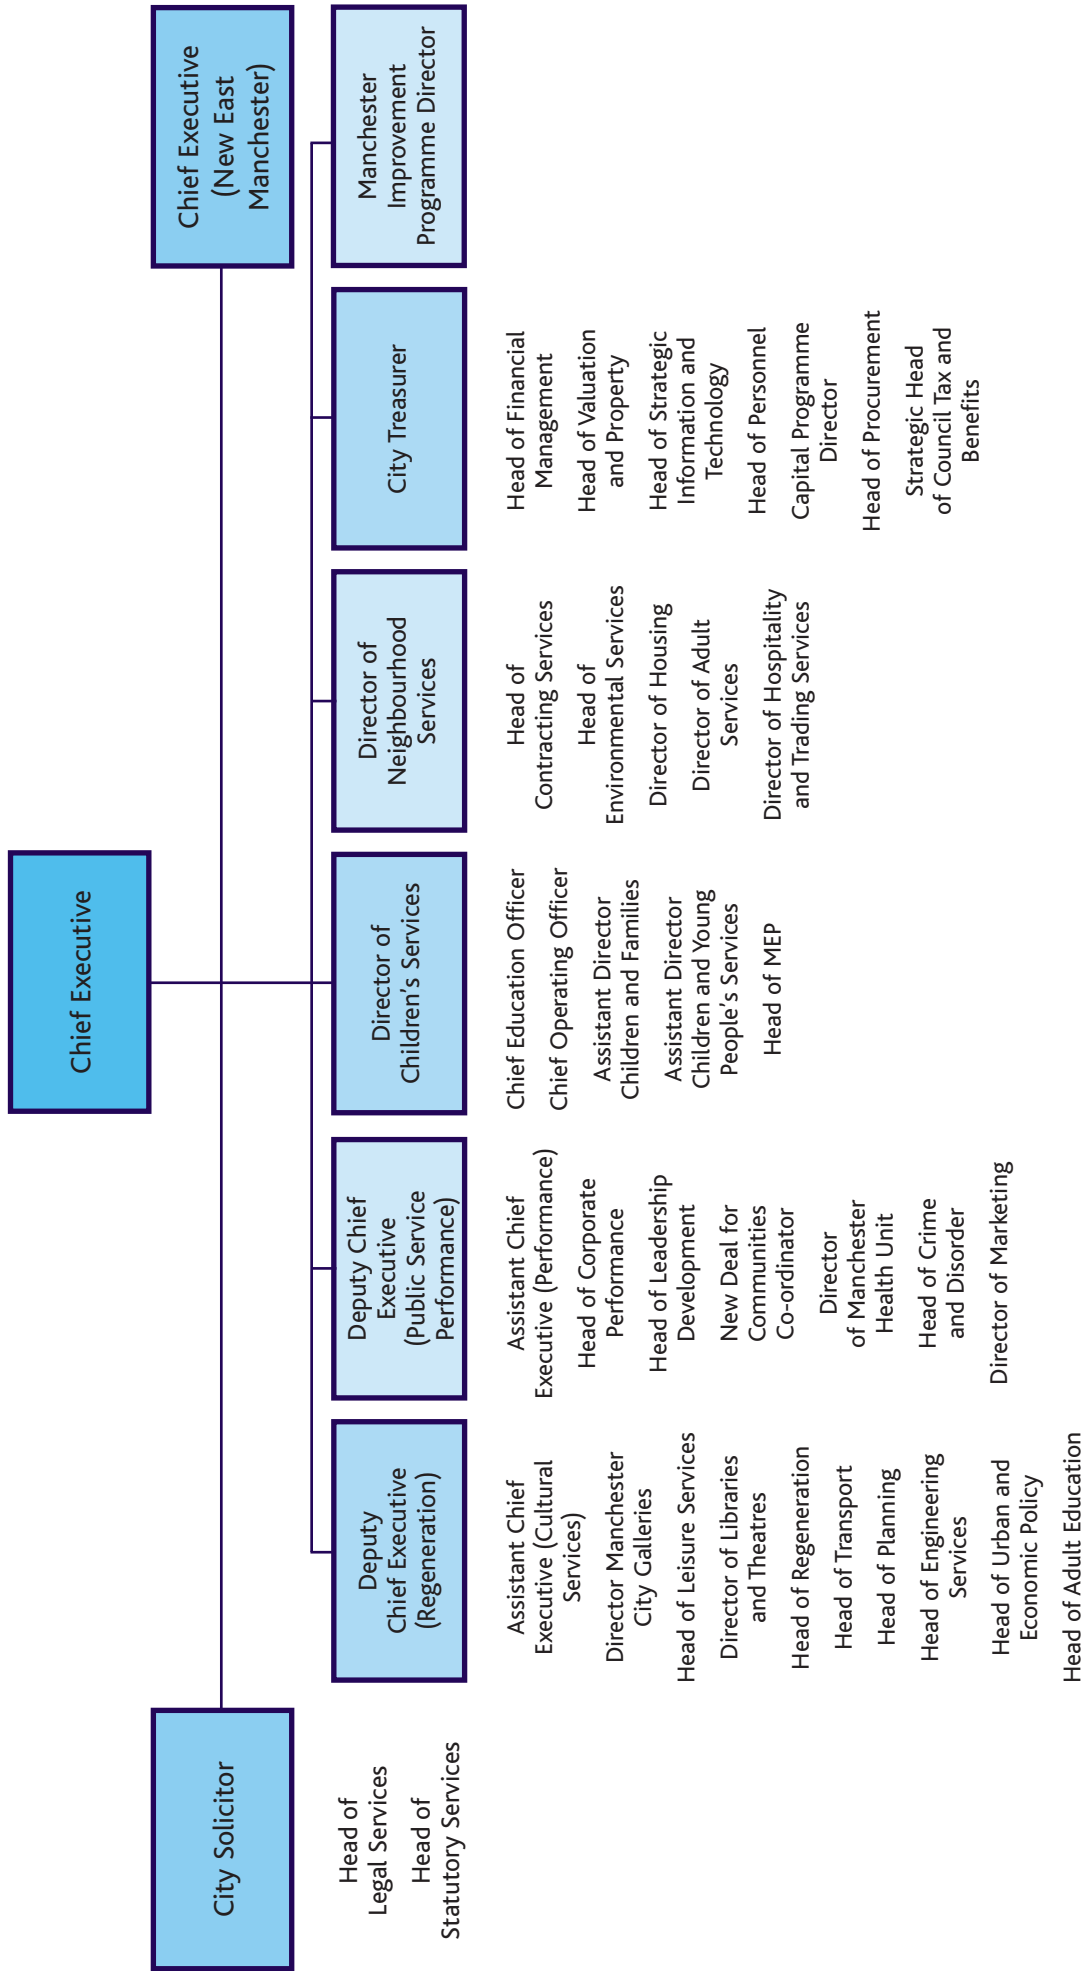 Chief Executive
City Solicitor
Chief Executive
(New East
Manchester)
Head of
Legal Services
Head of
Statutory Services
Deputy
Chief Executive
(Regeneration)
Assistant Chief
Executive (Cultural
Services)
Director Manchester
City Galleries
Head of Leisure Services
Director of Libraries
and Theatres
Head of Regeneration
Head of Transport
Head of Planning
Head of Engineering
Services
Head of Urban and
Economic Policy
Head of Adult Education
Deputy Chief
Executive
(Public Service
Performance)
Assistant Chief
Executive (Performance)
Head of Corporate
Performance
Head of Leadership
Development
New Deal for
Communities
Co-ordinator
Director
of Manchester
Health Unit
Head of Crime
and Disorder
Director of Marketing
Director of
Children's Services
Chief Education Officer
Chief Operating Officer
Assistant Director
Children and Families
Assistant Director
Children and Young
People's Services
Head of MEP
Director of
Neighbourhood
Services
Head of
Contracting Services
Head of
Environmental Services
Director of Housing
Director of Adult
Services
Director of Hospitality
and Trading Services
City Treasurer
Head of Financial
Management
Head of Valuation
and Property
Head of Strategic
Information and
Technology
Head of Personnel
Capital Programme
Director
Head of Procurement
Strategic Head
of Council Tax and
Benefits
Manchester
Improvement
Programme Director